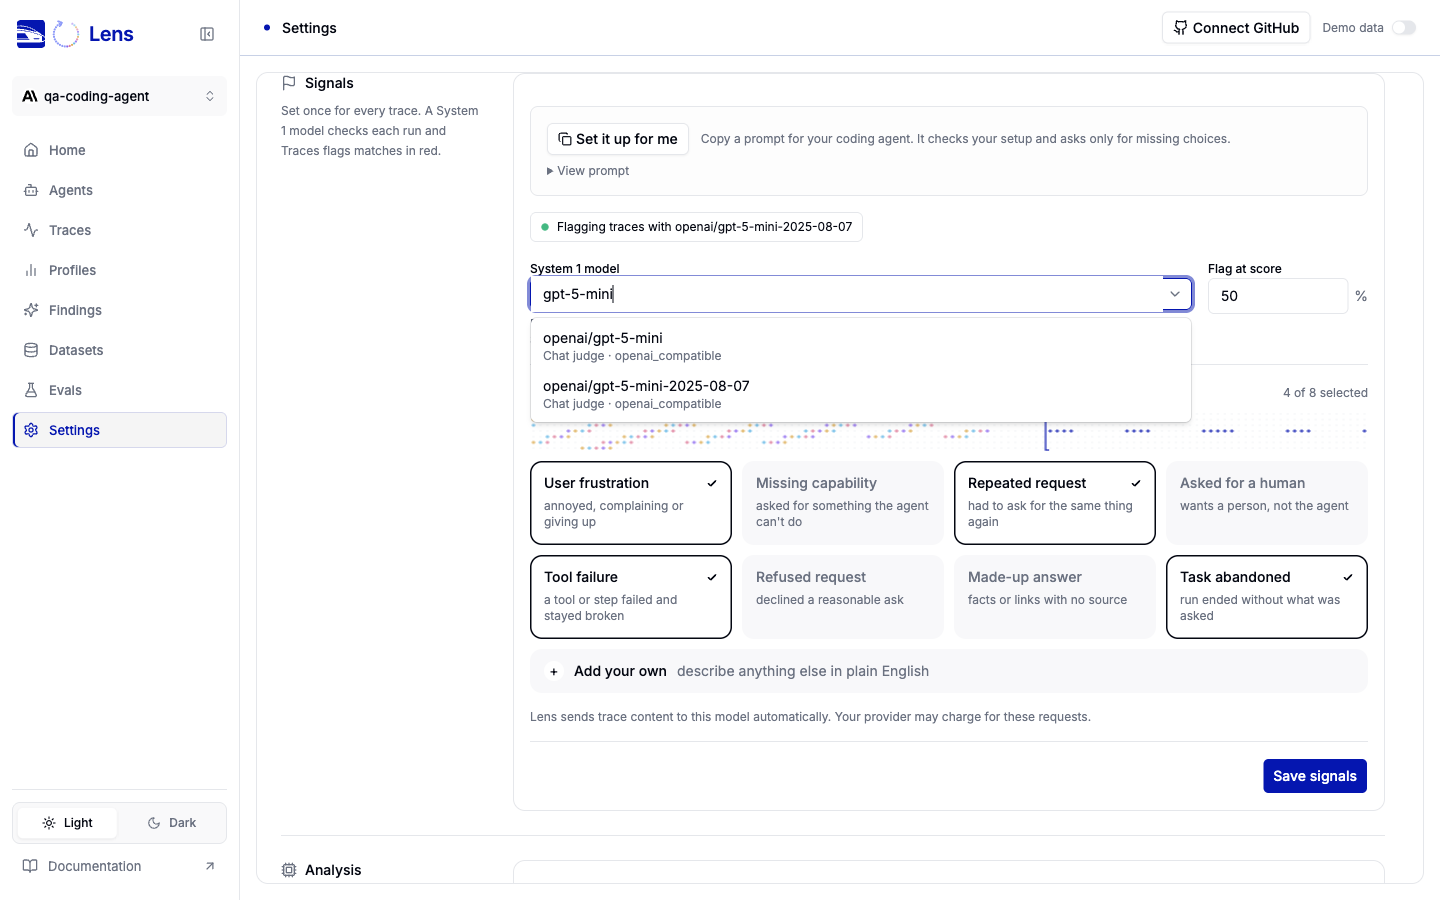 Lens
qa-coding-agent
Home
Agents
Traces
Profiles
Findings
Datasets
Evals
Settings
Light
Dark
Documentation
Settings
Connect GitHub
Demo data
Signals
Set once for every trace. A System
1 model checks each run and
Traces flags matches in red.
Set it up for me
Copy a prompt for your coding agent. It checks your setup and asks only for missing choices.
View prompt
Flagging traces with openai/gpt-5-mini-2025-08-07
System 1 model
Flag at score
gpt-5-mini
50
%
openai/gpt-5-mini
Chat judge · openai_compatible
openai/gpt-5-mini-2025-08-07
Chat judge · openai_compatible
4 of 8 selected
User frustration
annoyed, complaining or
giving up
Missing capability
asked for something the agent
can't do
Repeated request
had to ask for the same thing
again
Asked for a human
wants a person, not the agent
Tool failure
a tool or step failed and
stayed broken
Refused request
declined a reasonable ask
Made-up answer
facts or links with no source
Task abandoned
run ended without what was
asked
+ Add your own describe anything else in plain English
Lens sends trace content to this model automatically. Your provider may charge for these requests.
Save signals
Analysis